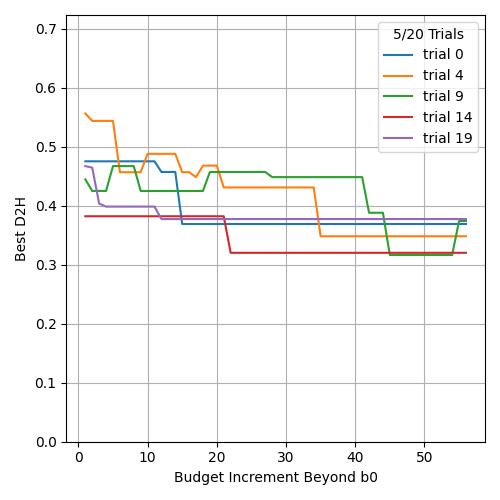 5/20 Trials
trial 0
trial 4
trial 9
trial 14
trial 19
0.7
0.6
0.5
0.4
0.3
0.2
0.1
0.0
Best D2H
0 10 20 30 40 50
Budget Increment Beyond b0